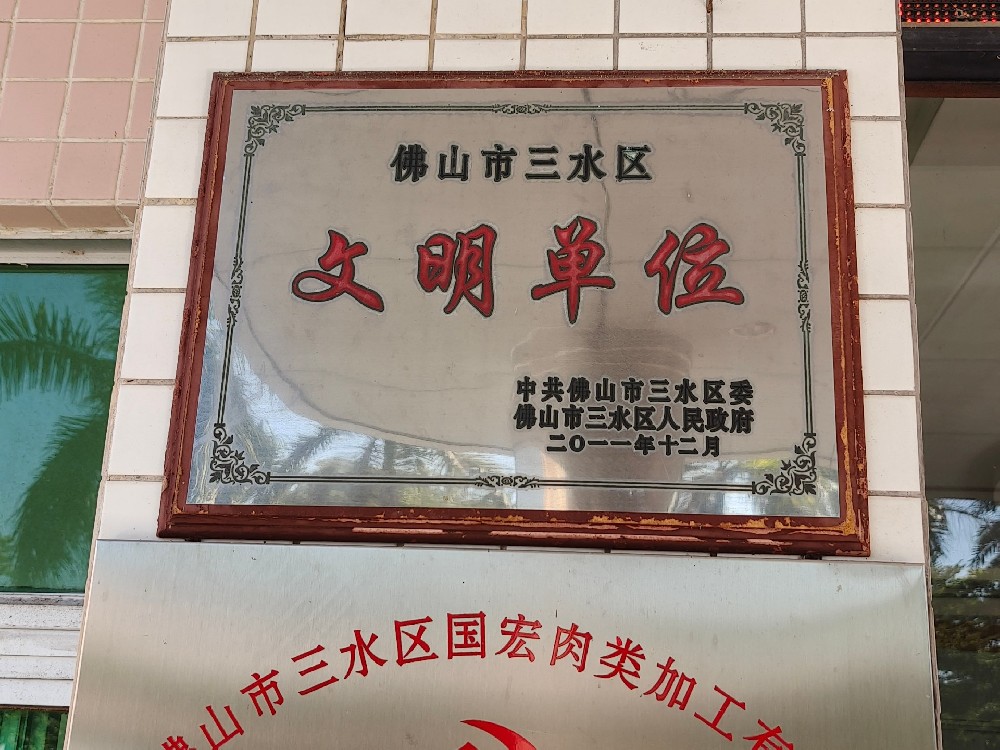 佛山市三水区
文明单位
中共佛山市三水区委
佛山市三水区人民政府
二〇一一年十二月
佛山市三水区国宏肉类加工有